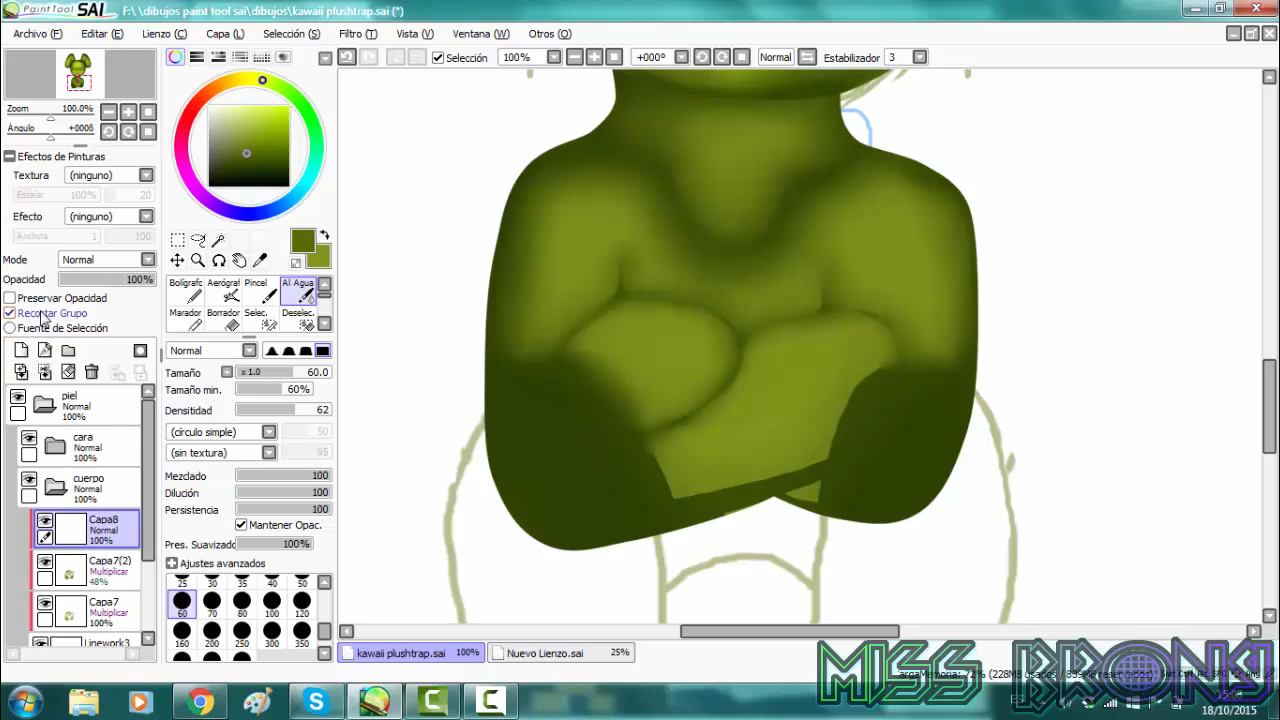 PaintTool SAI F:\ \dibujos paint tool sai\dibujos\kawaii plushtrap.sai (*)
Archivo (F) Editar (E) Lienzo (C) Capa (L) Selección (S) Filtro (T) Vista (V) Ventana (W) Otros (O)
Selección 100% +000º Normal Estabilizador 3
Zoom 100.0%
Ángulo +000ß
Efectos de Pinturas
Textura (ninguno)
Escalar 100% 20
Efecto (ninguno)
Anchura 1 100
Mode Normal
Opacidad 100%
Preservar Opacidad
Recortar Grupo
Fuente de Selección
piel
Normal
100%
cara
Normal
100%
cuerpo
Normal
100%
Capa8
Normal
100%
Capa7(2)
Multiplicar
48%
Capa7
Multiplicar
100%
Linework3
Bolígrafo Aerógraf Pincel Al Agua
Marador Borrador Selec. Deselec.
Normal
Tamaño x 1.0 60.0
Tamaño min. 60%
Densitidad 62
(círculo simple) 50
(sin textura) 95
Mezclado 100
Dilución 100
Persistencia 100
Mantener Opac.
Pres. Suavizado 100%
Ajustes avanzados
25 30 35 40 50
60 70 80 100 120
160 200 250 300 350
kawaii plushtrap.sai 100% Nuevo Lienzo.sai 25%
MISS BRONY
ES
18/10/2015